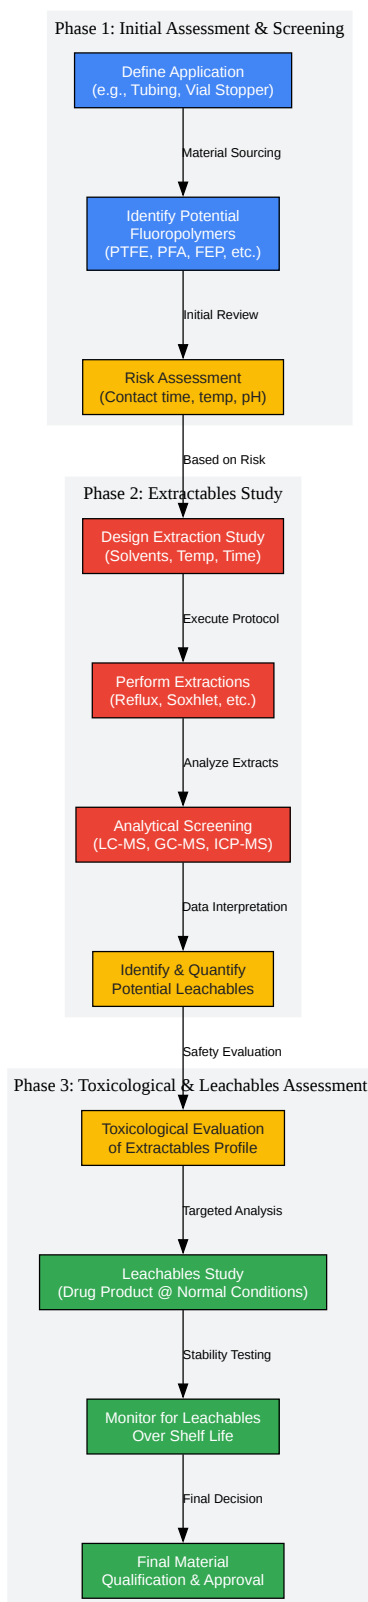 Phase 1: Initial Assessment & Screening
Define Application
(e.g., Tubing, Vial Stopper)
Material Sourcing
Identify Potential
Fluoropolymers
(PTFE, PFA, FEP, etc.)
Initial Review
Risk Assessment
(Contact time, temp, pH)
Based on Risk
Phase 2: Extractables Study
Design Extraction Study
(Solvents, Temp, Time)
Execute Protocol
Perform Extractions
(Reflux, Soxhlet, etc.)
Analyze Extracts
Analytical Screening
(LC-MS, GC-MS, ICP-MS)
Data Interpretation
Identify & Quantify
Potential Leachables
Safety Evaluation
Phase 3: Toxicological & Leachables Assessment
Toxicological Evaluation
of Extractables Profile
Targeted Analysis
Leachables Study
(Drug Product @ Normal Conditions)
Stability Testing
Monitor for Leachables
Over Shelf Life
Final Decision
Final Material
Qualification & Approval